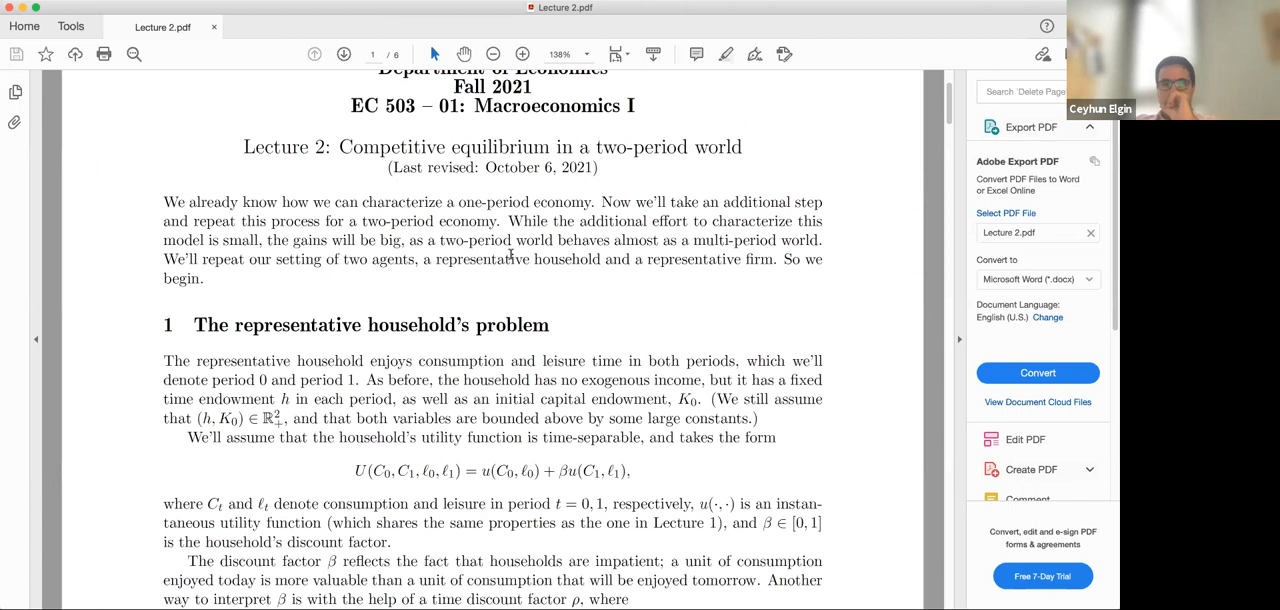 Lecture 2.pdf
Home Tools Lecture 2.pdf ×
1 / 6 138%
Department of Economics
Fall 2021
EC 503 – 01: Macroeconomics I
Lecture 2: Competitive equilibrium in a two-period world
(Last revised: October 6, 2021)
We already know how we can characterize a one-period economy. Now we'll take an additional step
and repeat this process for a two-period economy. While the additional effort to characterize this
model is small, the gains will be big, as a two-period world behaves almost as a multi-period world.
We'll repeat our setting of two agents, a representative household and a representative firm. So we
begin.
1 The representative household's problem
The representative household enjoys consumption and leisure time in both periods, which we'll
denote period 0 and period 1. As before, the household has no exogenous income, but it has a fixed
time endowment h in each period, as well as an initial capital endowment, K₀. (We still assume
that (h, K₀) ∈ ℝ²₊, and that both variables are bounded above by some large constants.)
We'll assume that the household's utility function is time-separable, and takes the form
U(C₀, C₁, ℓ₀, ℓ₁) = u(C₀, ℓ₀) + βu(C₁, ℓ₁),
where Cₜ and ℓₜ denote consumption and leisure in period t = 0, 1, respectively, u(·, ·) is an instan-
taneous utility function (which shares the same properties as the one in Lecture 1), and β ∈ [0, 1]
is the household's discount factor.
The discount factor β reflects the fact that households are impatient; a unit of consumption
enjoyed today is more valuable than a unit of consumption that will be enjoyed tomorrow. Another
way to interpret β is with the help of a time discount factor ρ, where
Ceyhun Elgin
Search 'Delete Page
Export PDF
Adobe Export PDF
Convert PDF Files to Word
or Excel Online
Select PDF File
Lecture 2.pdf
Convert to
Microsoft Word (*.docx)
Document Language:
English (U.S.) Change
Convert
View Document Cloud Files
Edit PDF
Create PDF
Comment
Convert, edit and e-sign PDF
forms & agreements
Free 7-Day Trial